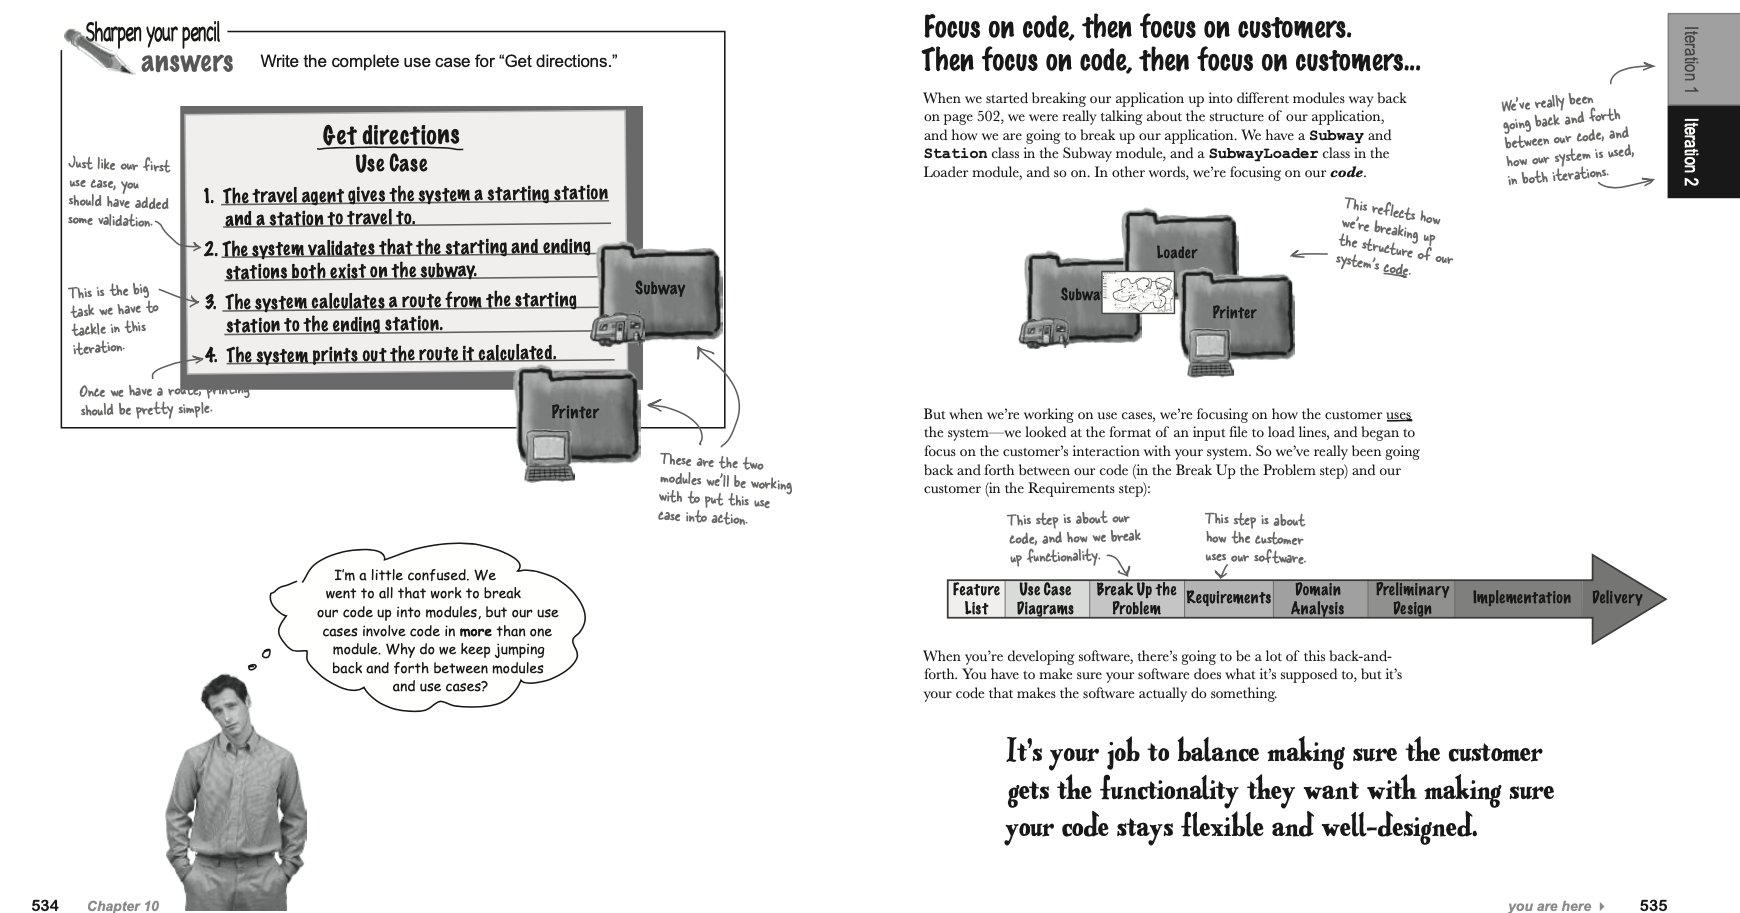 Sharpen your pencil
answers
Write the complete use case for “Get directions.”
Get directions
Use Case
1. The travel agent gives the system a starting station
and a station to travel to.
2. The system validates that the starting and ending
stations both exist on the subway.
3. The system calculates a route from the starting
station to the ending station.
4. The system prints out the route it calculated.
Just like our first
use case, you
should have added
some validation.
This is the big
task we have to
tackle in this
iteration.
Once we have a route, printing
should be pretty simple.
Subway
Printer
These are the two
modules we’ll be working
with to put this use
case into action.
I’m a little confused. We
went to all that work to break
our code up into modules, but our use
cases involve code in more than one
module. Why do we keep jumping
back and forth between modules
and use cases?
534 Chapter 10
Focus on code, then focus on customers.
Then focus on code, then focus on customers...
When we started breaking our application up into different modules way back
on page 502, we were really talking about the structure of our application,
and how we are going to break up our application. We have a Subway and
Station class in the Subway module, and a SubwayLoader class in the
Loader module, and so on. In other words, we’re focusing on our code.
We’ve really been
going back and forth
between our code, and
how our system is used,
in both iterations.
Iteration 1
Iteration 2
Loader
Subwa
Printer
This reflects how
we’re breaking up
the structure of our
system’s code.
But when we’re working on use cases, we’re focusing on how the customer uses
the system—we looked at the format of an input file to load lines, and began to
focus on the customer’s interaction with your system. So we’ve really been going
back and forth between our code (in the Break Up the Problem step) and our
customer (in the Requirements step):
This step is about our
code, and how we break
up functionality.
This step is about
how the customer
uses our software.
Feature
List
Use Case
Diagrams
Break Up the
Problem
Requirements
Domain
Analysis
Preliminary
Design
Implementation
Delivery
When you’re developing software, there’s going to be a lot of this back-and-
forth. You have to make sure your software does what it’s supposed to, but it’s
your code that makes the software actually do something.
It’s your job to balance making sure the customer
gets the functionality they want with making sure
your code stays flexible and well-designed.
you are here 535